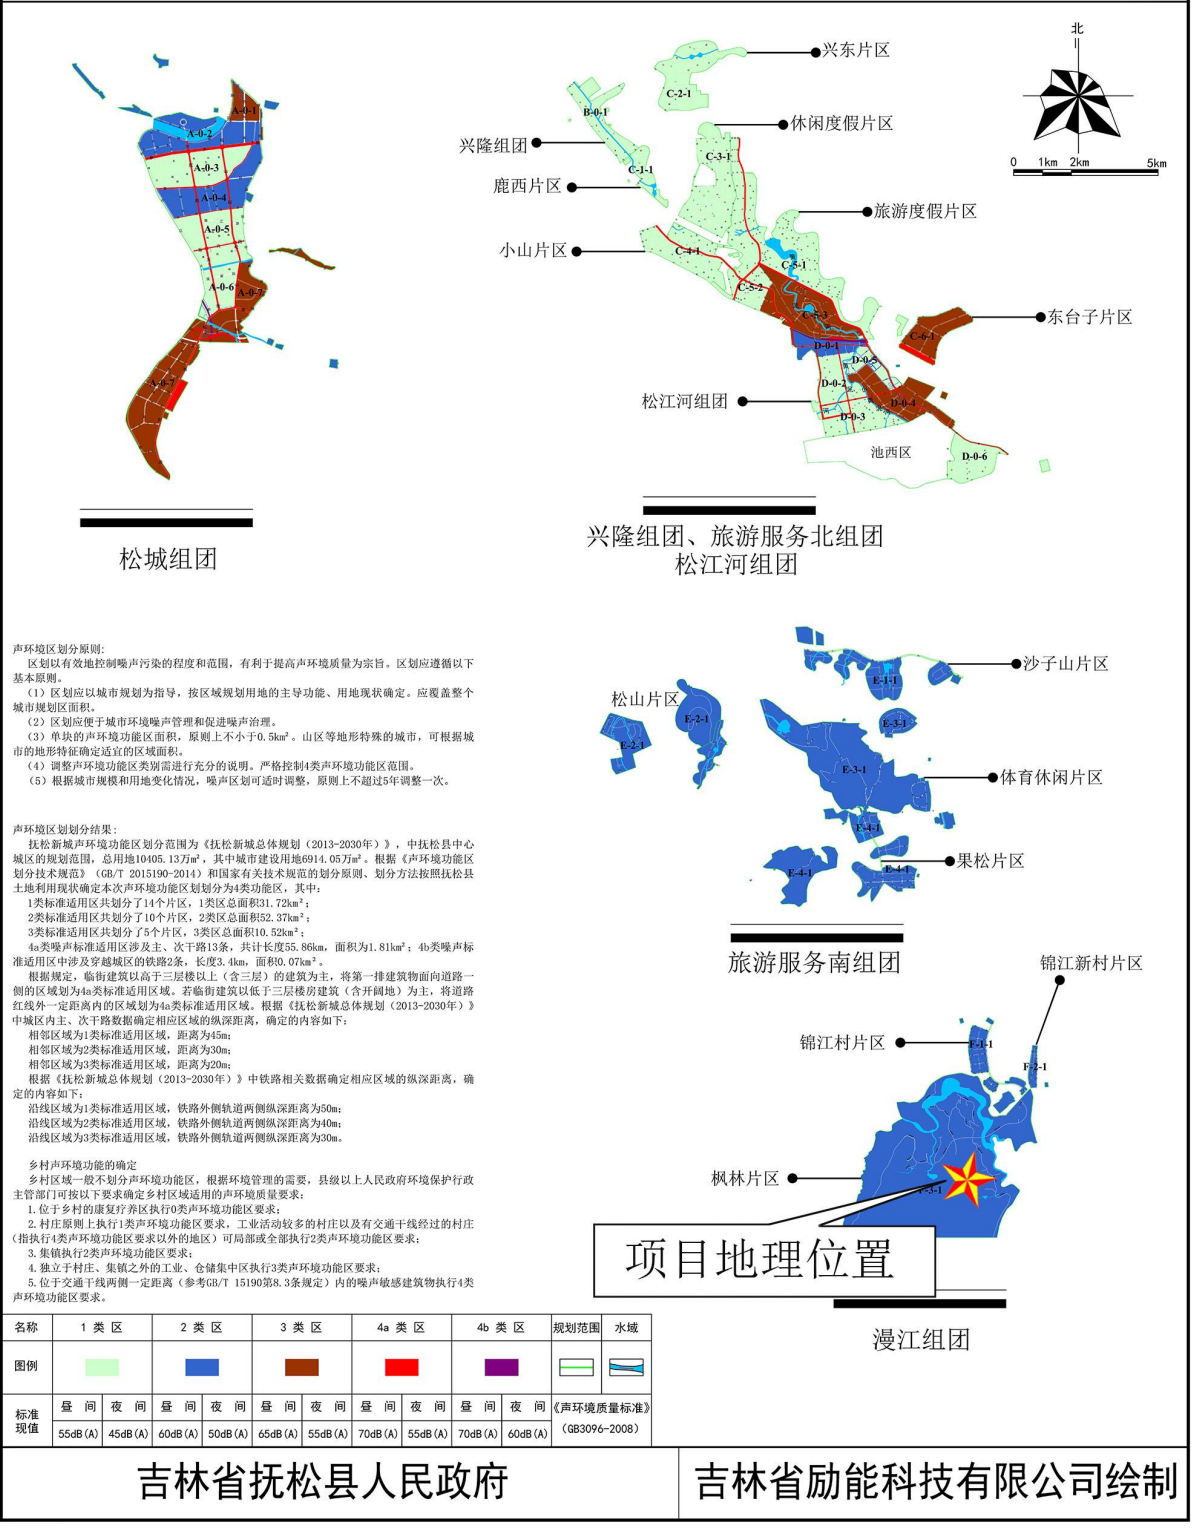 北
0 1km 2km 5km
兴东片区
C-2-1
休闲度假片区
B-0-1
兴隆组团
C-3-1
C-1-1
鹿西片区
旅游度假片区
小山片区
C-4-1
C-5-1
C-5-2
C-5-3
东台子片区
C-6-1
D-0-1
D-0-5
D-0-2
松江河组团
D-0-4
D-0-3
池西区
D-0-6
兴隆组团、旅游服务北组团
松江河组团
A-0-1
A-0-2
A-0-3
A-0-4
A-0-5
A-0-6
A-0-7
A-0-7
松城组团
声环境区划分原则:
区划以有效地控制噪声污染的程度和范围，有利于提高声环境质量为宗旨。区划应遵循以下
基本原则。
（1）区划应以城市规划为指导，按区域规划用地的主导功能、用地现状确定。应覆盖整个
城市规划区面积。
（2）区划应便于城市环境噪声管理和促进噪声治理。
（3）单块的声环境功能区面积，原则上不小于0.5km²。山区等地形特殊的城市，可根据城
市的地形特征确定适宜的区域面积。
（4）调整声环境功能区类别需进行充分的说明。严格控制4类声环境功能区范围。
（5）根据城市规模和用地变化情况，噪声区划可适时调整，原则上不超过5年调整一次。
声环境区划划分结果:
抚松新城声环境功能区划分范围为《抚松新城总体规划（2013-2030年）》，中抚松县中心
城区的规划范围，总用地10405.13万m²，其中城市建设用地6914.05万m²。根据《声环境功能区
划分技术规范》（GB/T 2015190-2014）和国家有关技术规范的划分原则、划分方法按照抚松县
土地利用现状确定本次声环境功能区划划分为4类功能区，其中:
1类标准适用区共划分了14个片区，1类区总面积31.72km²;
2类标准适用区共划分了10个片区，2类区总面积52.37km²;
3类标准适用区共划分了5个片区，3类区总面积10.52km²;
4a类噪声标准适用区涉及主、次干路13条，共计长度55.86km，面积为1.81km²; 4b类噪声标
准适用区中涉及穿越城区的铁路2条，长度3.4km，面积0.07km²。
根据规定，临街建筑以高于三层楼以上（含三层）的建筑为主，将第一排建筑物面向道路一
侧的区域划为4a类标准适用区域。若临街建筑以低于三层楼房建筑（含开阔地）为主，将道路
红线外一定距离内的区域划为4a类标准适用区域。根据《抚松新城总体规划（2013-2030年）》
中城区内主、次干路数据确定相应区域的纵深距离，确定的内容如下:
相邻区域为1类标准适用区域，距离为45m;
相邻区域为2类标准适用区域，距离为30m;
相邻区域为3类标准适用区域，距离为20m;
根据《抚松新城总体规划（2013-2030年）》中铁路相关数据确定相应区域的纵深距离，确
定的内容如下:
沿线区域为1类标准适用区域，铁路外侧轨道两侧纵深距离为50m;
沿线区域为2类标准适用区域，铁路外侧轨道两侧纵深距离为40m;
沿线区域为3类标准适用区域，铁路外侧轨道两侧纵深距离为30m。
乡村声环境功能的确定
乡村区域一般不划分声环境功能区，根据环境管理的需要，县级以上人民政府环境保护行政
主管部门可按以下要求确定乡村区域适用的声环境质量要求:
1.位于乡村的康复疗养区执行0类声环境功能区要求;
2.村庄原则上执行1类声环境功能区要求，工业活动较多的村庄以及有交通干线经过的村庄
（指执行4类声环境功能区要求以外的地区）可局部或全部执行2类声环境功能区要求;
3.集镇执行2类声环境功能区要求;
4.独立于村庄、集镇之外的工业、仓储集中区执行3类声环境功能区要求;
5.位于交通干线两侧一定距离（参考GB/T 15190第8.3条规定）内的噪声敏感建筑物执行4类
声环境功能区要求。
沙子山片区
E-1-1
松山片区
E-2-1
E-2-1
E-3-1
E-3-1
体育休闲片区
E-4-1
果松片区
E-4-1
E-4-1
旅游服务南组团
锦江新村片区
锦江村片区
F-1-1
F-2-1
枫林片区
F-3-1
项目地理位置
漫江组团
名称 1 类 区 2 类 区 3 类 区 4a 类 区 4b 类 区 规划范围 水域
图例
标准现值 昼 间 夜 间 昼 间 夜 间 昼 间 夜 间 昼 间 夜 间 昼 间 夜 间 《声环境质量标准》
55dB(A) 45dB(A) 60dB(A) 50dB(A) 65dB(A) 55dB(A) 70dB(A) 55dB(A) 70dB(A) 60dB(A) （GB3096-2008）
吉林省抚松县人民政府 吉林省励能科技有限公司绘制